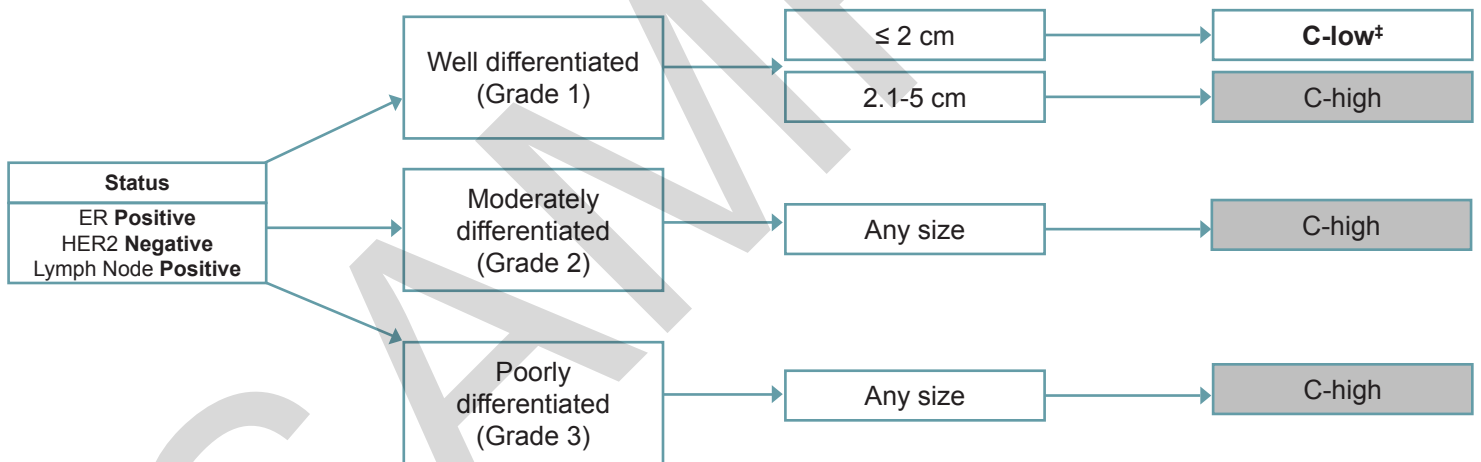 Status
ER Positive
HER2 Negative
Lymph Node Positive
Well differentiated
(Grade 1)
≤ 2 cm
C-low‡
2.1-5 cm
C-high
Moderately
differentiated
(Grade 2)
Any size
C-high
Poorly
differentiated
(Grade 3)
Any size
C-high